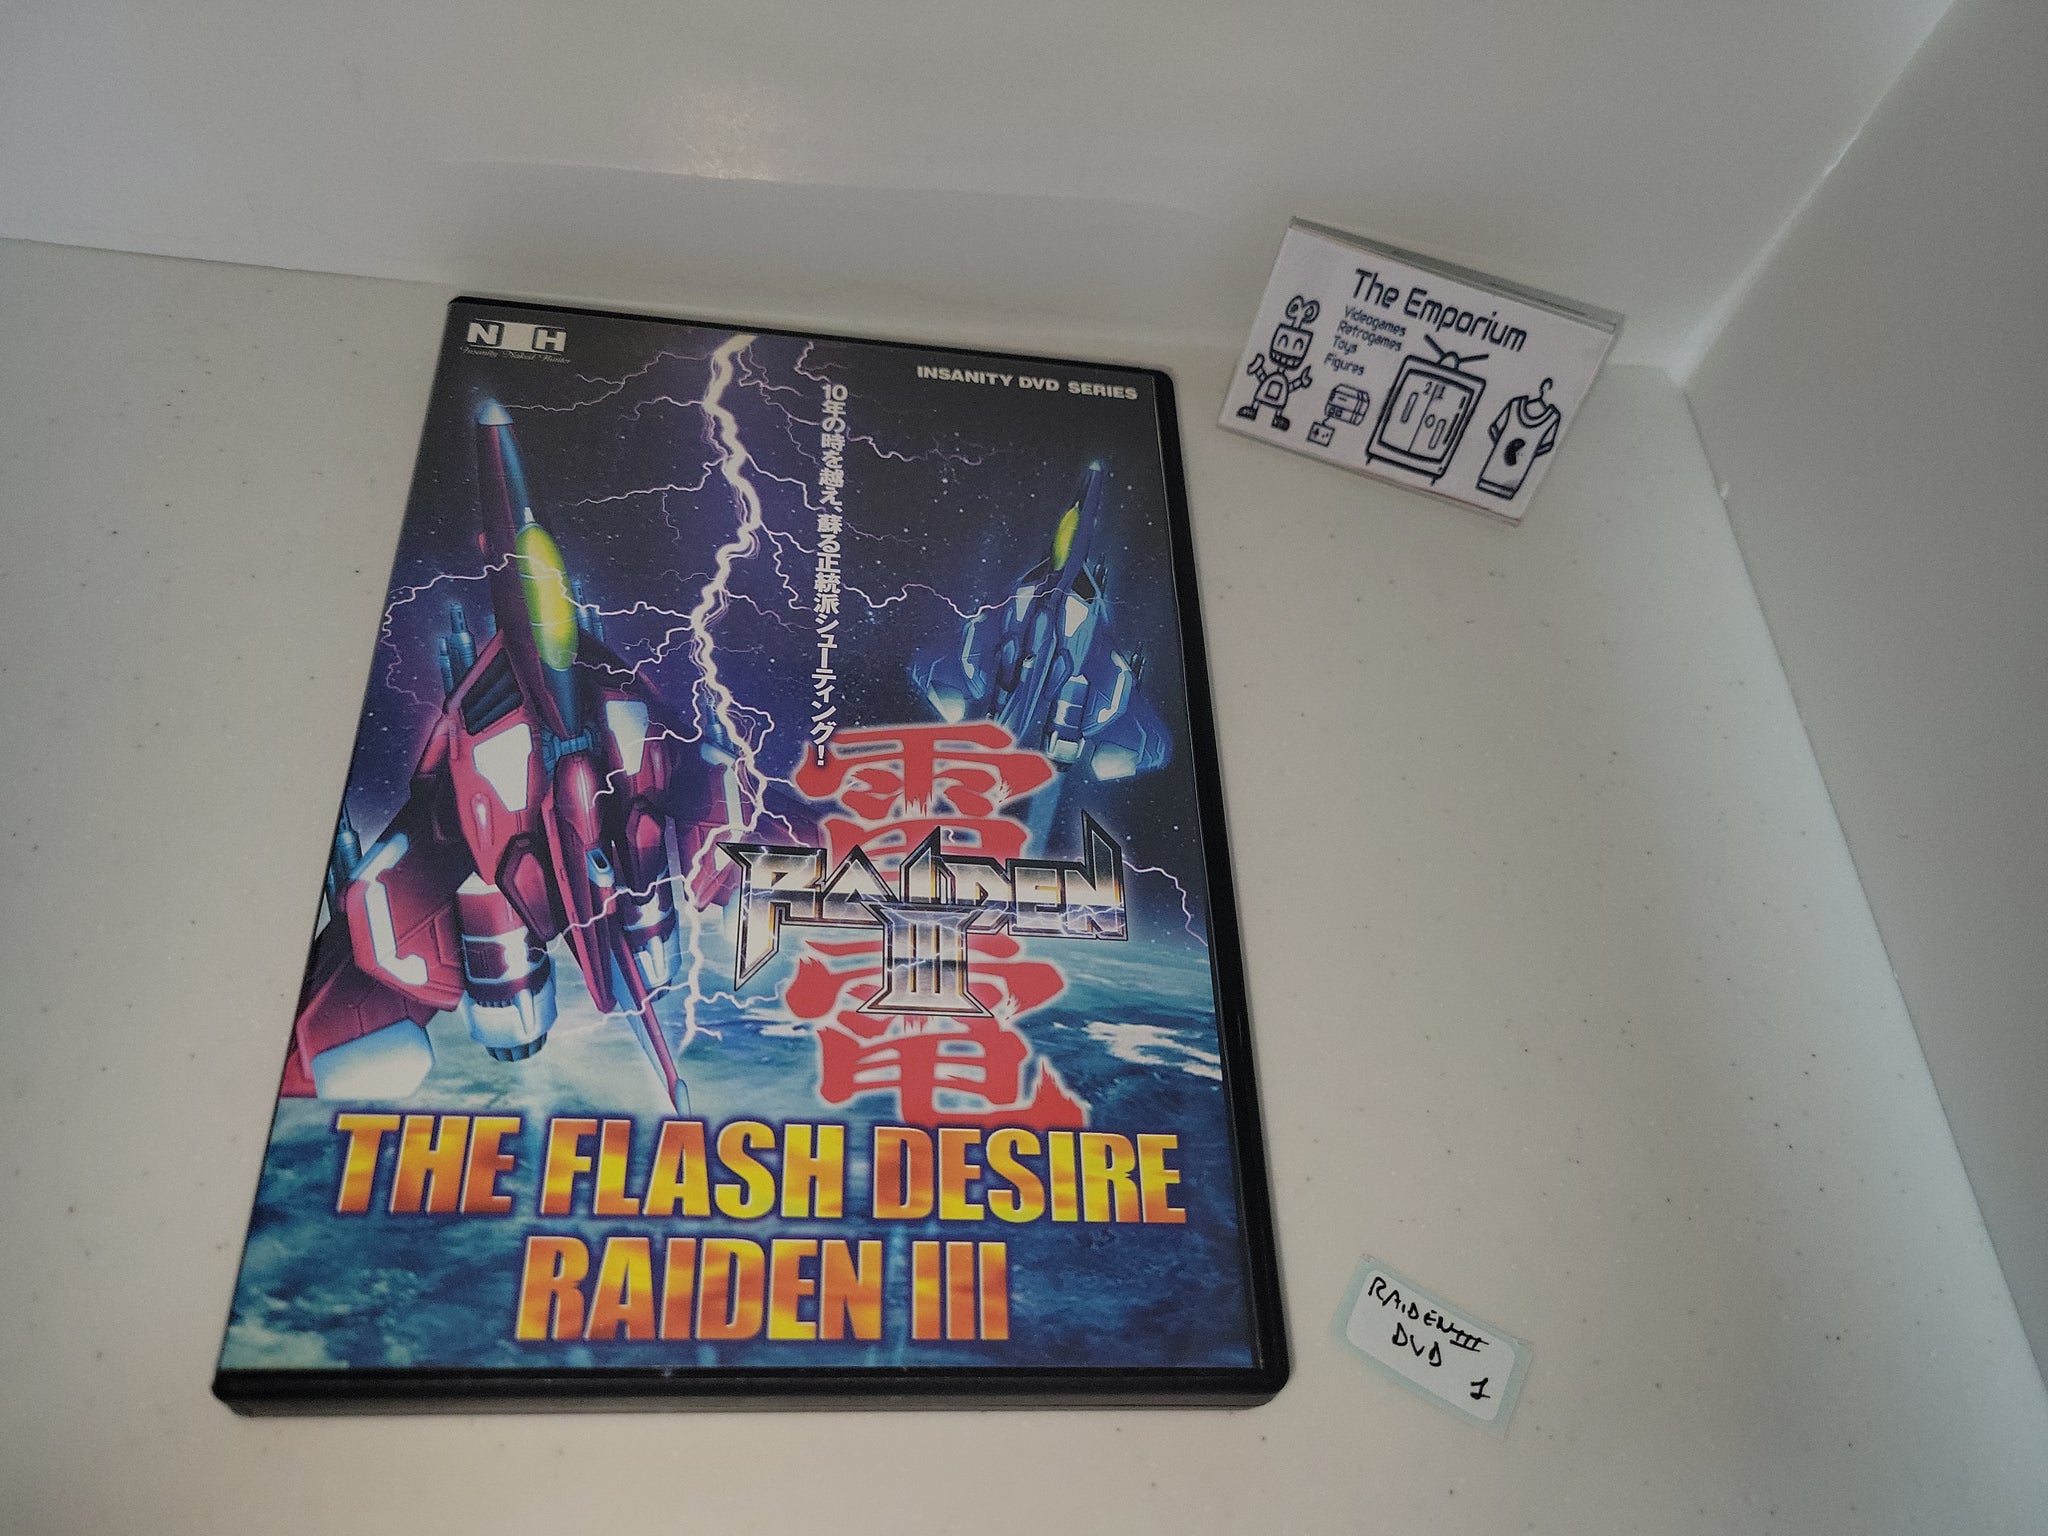 N H
Insanity Naked Hunter
INSANITY DVD SERIES
10年の時を越え、蘇る正統派シューティング!
雷電
RAIDEN
III
THE FLASH DESIRE
RAIDEN III
The Emporium
Videogames
Retrogames
Toys
Figures
RAIDEN III
DVD
1